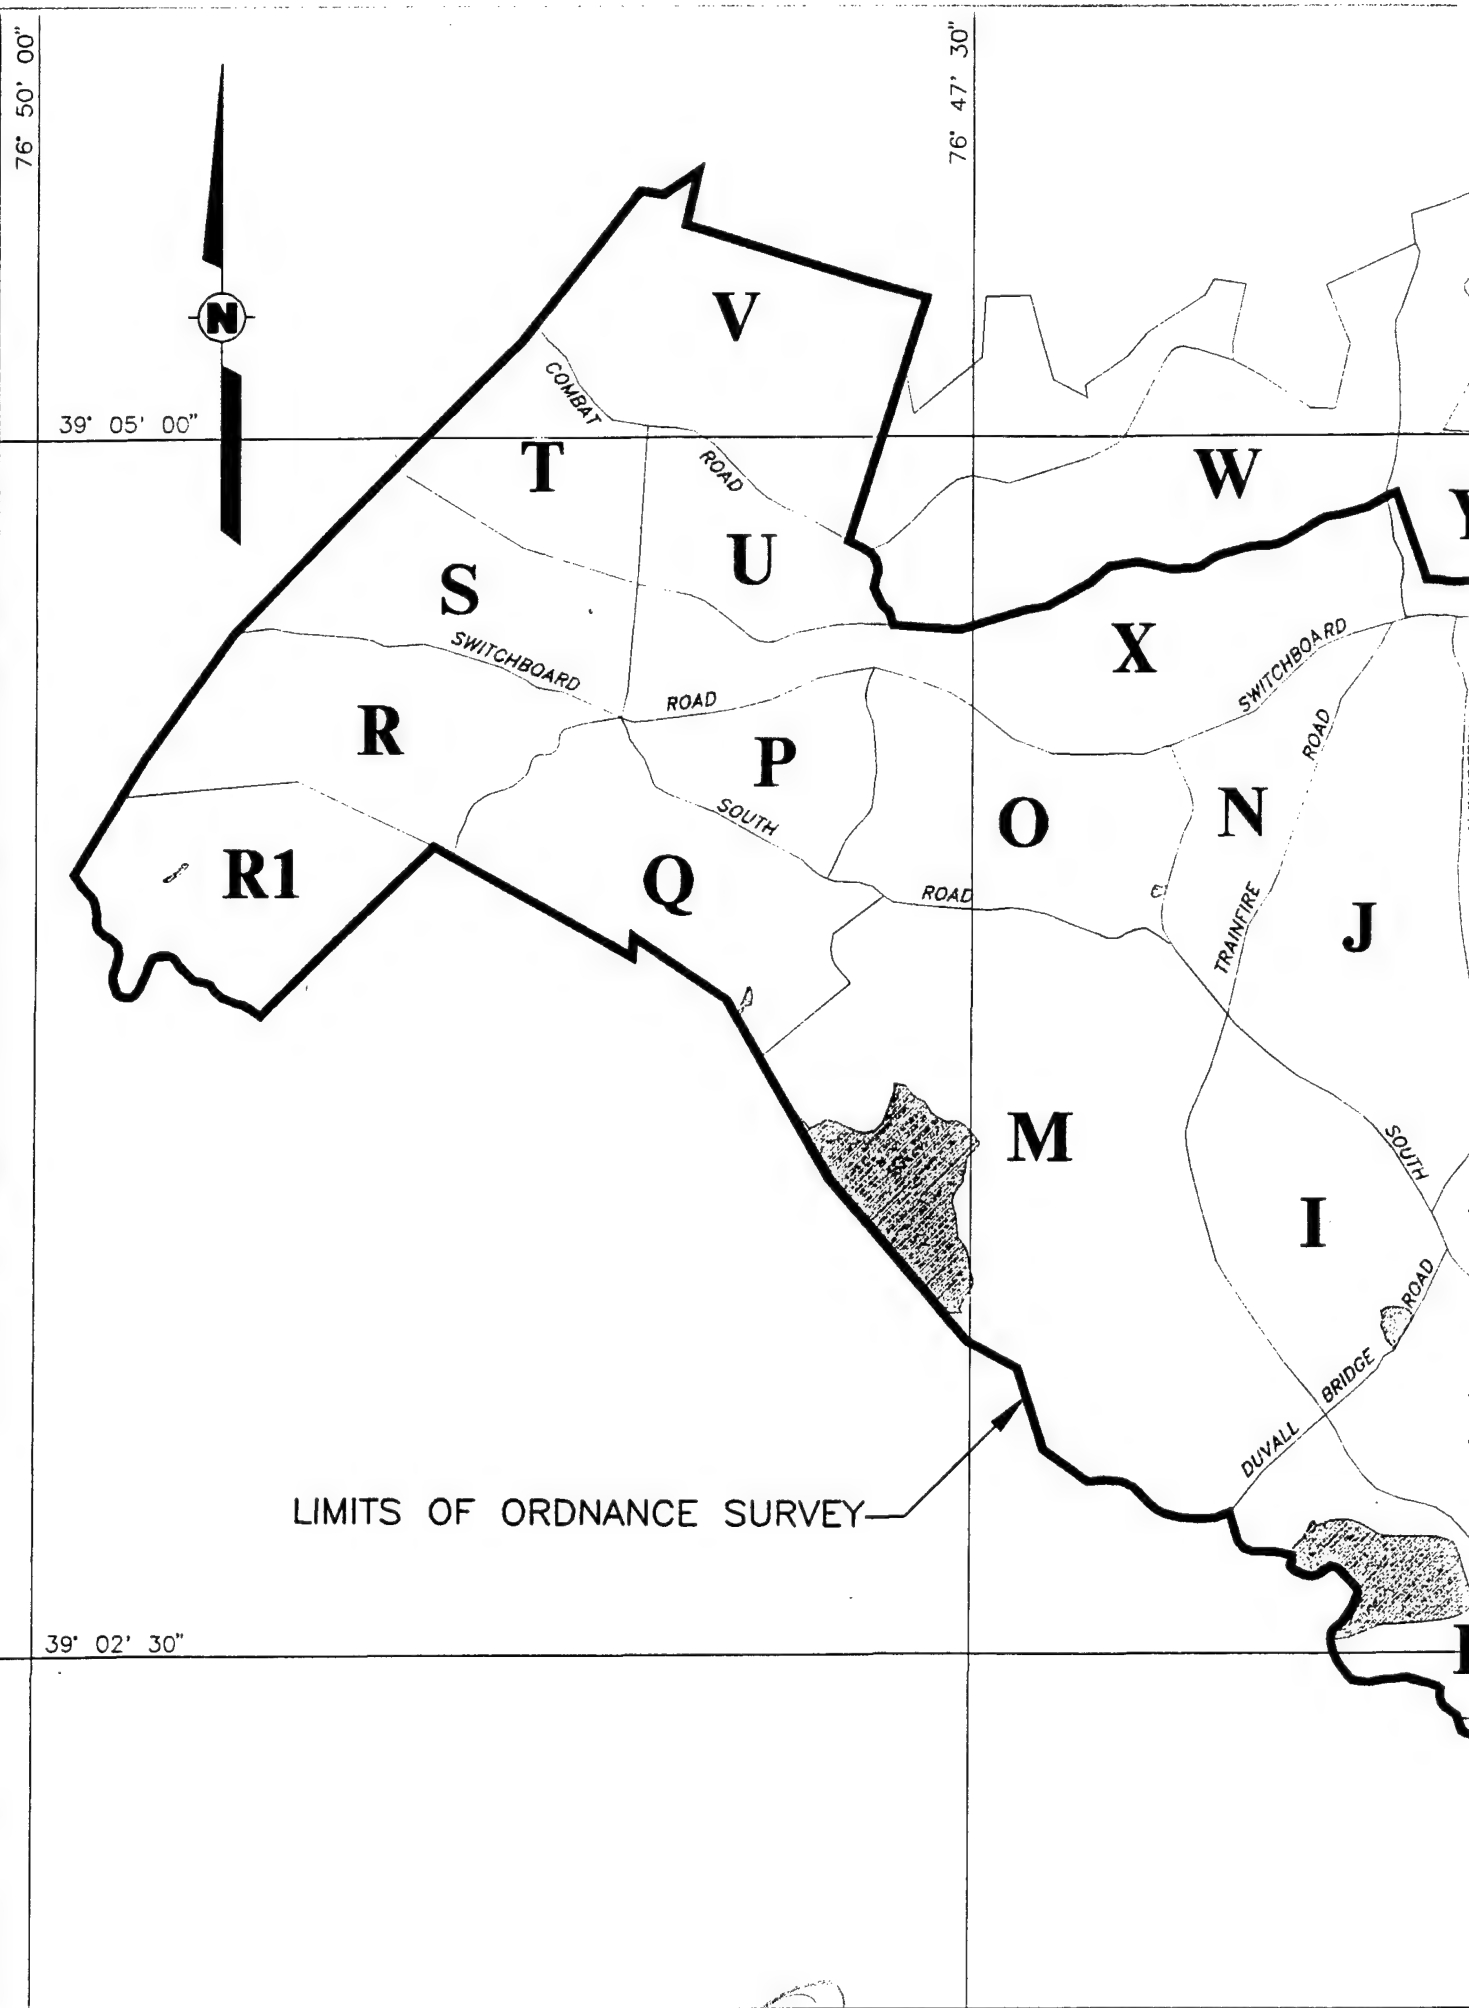 76° 50' 00"
76° 47' 30"
N
V
COMBAT
39° 05' 00"
T
ROAD
W
U
S
SWITCHBOARD
X
SWITCHBOARD
ROAD
R
P
ROAD
SOUTH
O
N
R1
Q
ROAD
TRAINFIRE
J
M
SOUTH
I
ROAD
BRIDGE
DUVALL
LIMITS OF ORDNANCE SURVEY
39° 02' 30"